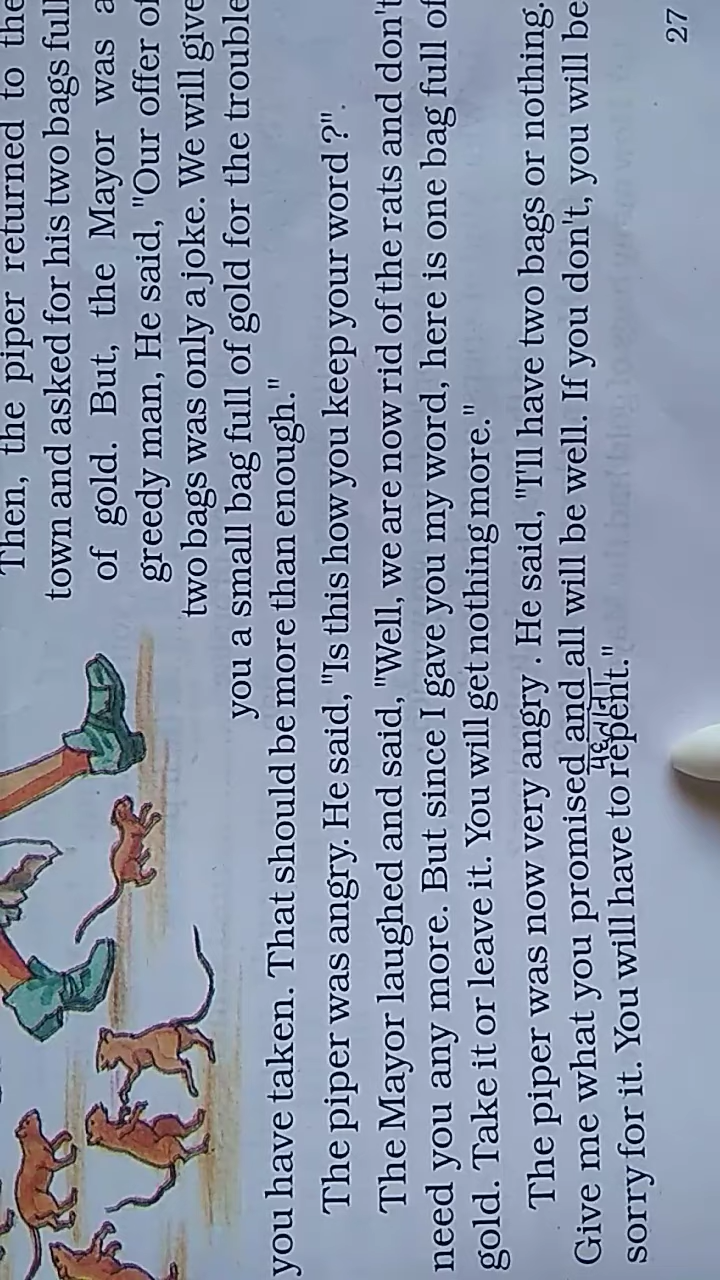 Then, the piper returned to the
town and asked for his two bags full
of gold. But, the Mayor was a
greedy man, He said, "Our offer of
two bags was only a joke. We will give
you a small bag full of gold for the trouble
you have taken. That should be more than enough."
The piper was angry. He said, "Is this how you keep your word ?".
The Mayor laughed and said, "Well, we are now rid of the rats and don't
need you any more. But since I gave you my word, here is one bag full of
gold. Take it or leave it. You will get nothing more."
The piper was now very angry . He said, "I'll have two bags or nothing.
Give me what you promised and all will be well. If you don't, you will be
sorry for it. You will have to repent."
27